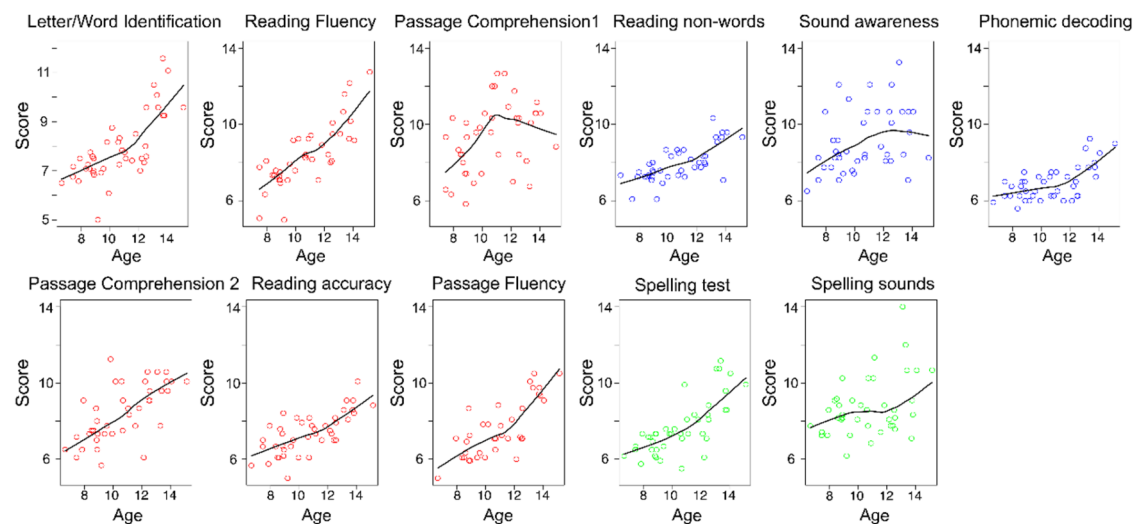 Letter/Word Identification
Score
11
9
7
5
8 10 12 14
Age
Reading Fluency
Score
14
10
6
8 10 12 14
Age
Passage Comprehension1
Score
14
10
6
8 10 12 14
Age
Reading non-words
Score
14
10
6
8 10 12 14
Age
Sound awareness
Score
14
10
6
8 10 12 14
Age
Phonemic decoding
Score
14
10
6
8 10 12 14
Age
Passage Comprehension 2
Score
14
10
6
8 10 12 14
Age
Reading accuracy
Score
14
10
6
8 10 12 14
Age
Passage Fluency
Score
14
10
6
8 10 12 14
Age
Spelling test
Score
14
10
6
8 10 12 14
Age
Spelling sounds
Score
14
10
6
8 10 12 14
Age